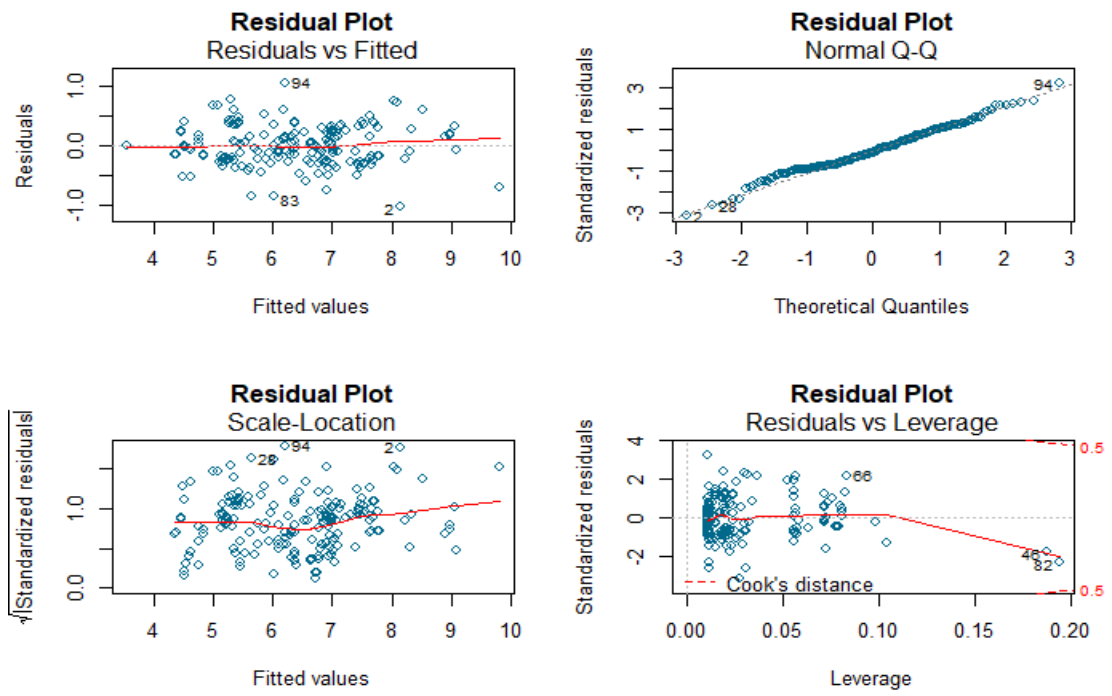 Residual Plot
Residuals vs Fitted
Residuals
1.0
0.0
-1.0
94
83
2
4 5 6 7 8 9 10
Fitted values
Residual Plot
Normal Q-Q
Standardized residuals
3
1
-1
-3
94
28
2
-3 -2 -1 0 1 2 3
Theoretical Quantiles
Residual Plot
Scale-Location
√|Standardized residuals|
1.0
0.0
94
2
28
4 5 6 7 8 9 10
Fitted values
Residual Plot
Residuals vs Leverage
Standardized residuals
4
2
0
-2
0.5
66
46
82
Cook's distance
0.5
0.00 0.05 0.10 0.15 0.20
Leverage